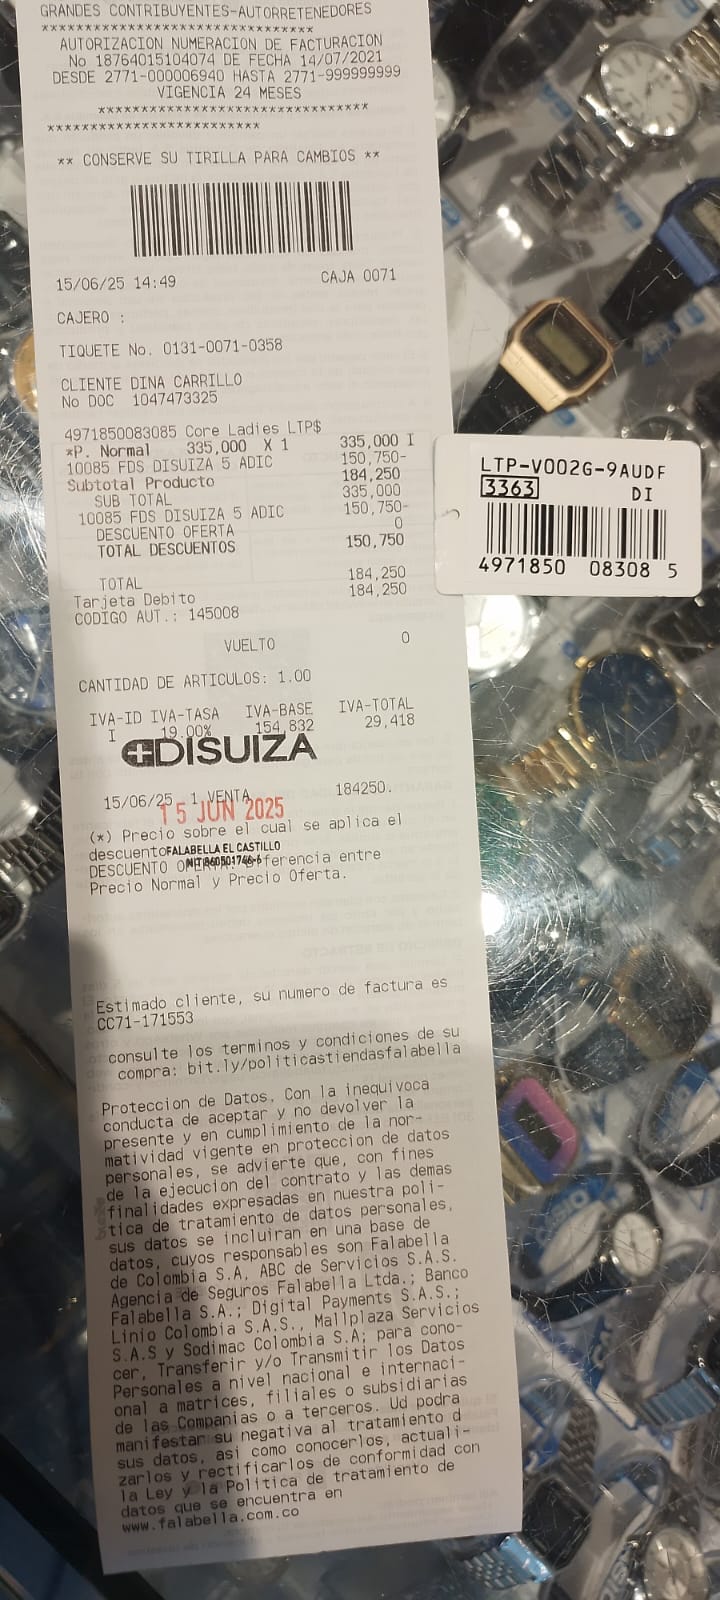 GRANDES CONTRIBUYENTES-AUTORRETENEDORES
*******************************
AUTORIZACION NUMERACION DE FACTURACION
No 18764015104074 DE FECHA 14/07/2021
DESDE 2771-000006940 HASTA 2771-999999999
VIGENCIA 24 MESES
*******************************
************************
** CONSERVE SU TIRILLA PARA CAMBIOS **
15/06/25 14:49 CAJA 0071
CAJERO :
TIQUETE No. 0131-0071-0358
CLIENTE DINA CARRILLO
No DOC 1047473325
4971850083085 Core Ladies LTP$
*P. Normal 335,000 X 1 335,000 I
10085 FDS DISUIZA 5 ADIC 150,750-
Subtotal Producto 184,250
SUB TOTAL 335,000
10085 FDS DISUIZA 5 ADIC 150,750-
DESCUENTO OFERTA 0
TOTAL DESCUENTOS 150,750
TOTAL 184,250
Tarjeta Debito 184,250
CODIGO AUT.: 145008
VUELTO 0
CANTIDAD DE ARTICULOS: 1.00
IVA-ID IVA-TASA IVA-BASE IVA-TOTAL
I 19.00% 154,832 29,418
DISUIZA
15/06/25 1 VENTA 184250.
15 JUN 2025
(*) Precio sobre el cual se aplica el
descuento
FALABELLA EL CASTILLO
NIT 860501746-6
DESCUENTO OFERTA: Diferencia entre
Precio Normal y Precio Oferta.
Estimado cliente, su numero de factura es
CC71-171553
consulte los terminos y condiciones de su
compra: bit.ly/politicastiendasfalabella
Proteccion de Datos. Con la inequivoca
conducta de aceptar y no devolver la
presente y en cumplimiento de la nor-
matividad vigente en proteccion de datos
personales, se advierte que, con fines
de la ejecucion del contrato y las demas
finalidades expresadas en nuestra poli-
tica de tratamiento de datos personales,
sus datos se incluiran en una base de
datos, cuyos responsables son Falabella
de Colombia S.A, ABC de Servicios S.A.S.
Agencia de Seguros Falabella Ltda.; Banco
Falabella S.A.; Digital Payments S.A.S.;
Linio Colombia S.A.S., Mallplaza Servicios
S.A.S y Sodimac Colombia S.A; para cono-
cer, Transferir y/o Transmitir los Datos
Personales a nivel nacional e internaci-
onal a matrices, filiales o subsidiarias
de las Companias o a terceros. Ud podra
manifestar su negativa al tratamiento d
sus datos, asi como conocerlos, actuali-
zarlos y rectificarlos de conformidad con
la Ley y la Politica de tratamiento de
datos que se encuentra en
www.falabella.com.co
LTP-V002G-9AUDF
3363 DI
4971850 08308 5